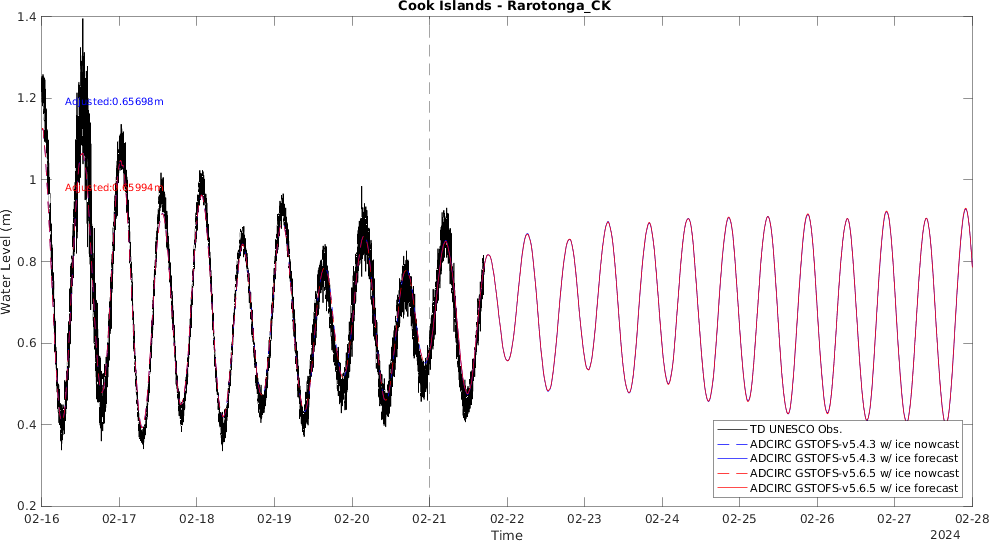 Cook Islands - Rarotonga_CK
1.4
1.2
1
0.8
0.6
0.4
0.2
Water Level (m)
Adjusted:0.65698m
Adjusted:0.65994m
TD UNESCO Obs.
ADCIRC GSTOFS-v5.4.3 w/ ice nowcast
ADCIRC GSTOFS-v5.4.3 w/ ice forecast
ADCIRC GSTOFS-v5.6.5 w/ ice nowcast
ADCIRC GSTOFS-v5.6.5 w/ ice forecast
02-16 02-17 02-18 02-19 02-20 02-21 02-22 02-23 02-24 02-25 02-26 02-27 02-28
Time
2024